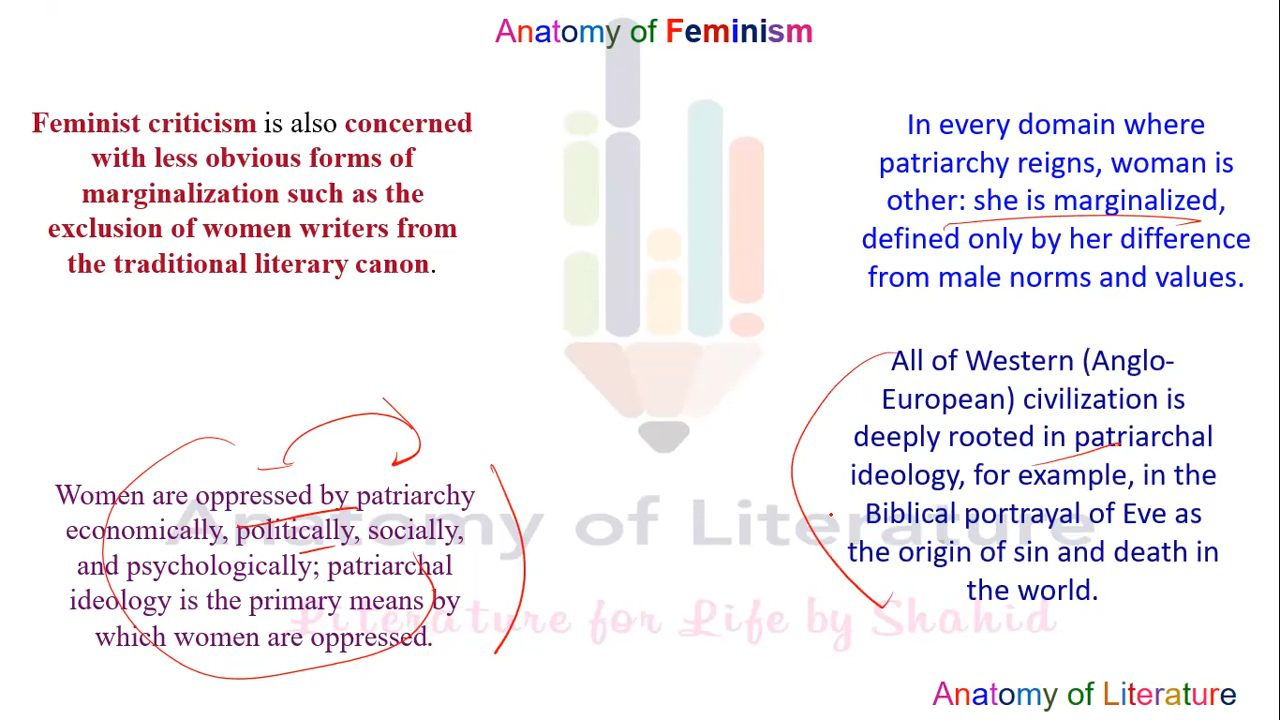 Anatomy of Feminism
Feminist criticism is also concerned
with less obvious forms of
marginalization such as the
exclusion of women writers from
the traditional literary canon.
In every domain where
patriarchy reigns, woman is
other: she is marginalized,
defined only by her difference
from male norms and values.
Women are oppressed by patriarchy
economically, politically, socially,
and psychologically; patriarchal
ideology is the primary means by
which women are oppressed.
All of Western (Anglo-
European) civilization is
deeply rooted in patriarchal
ideology, for example, in the
Biblical portrayal of Eve as
the origin of sin and death in
the world.
Anatomy of Literature
Literature for Life by Shahid
Anatomy of Literature